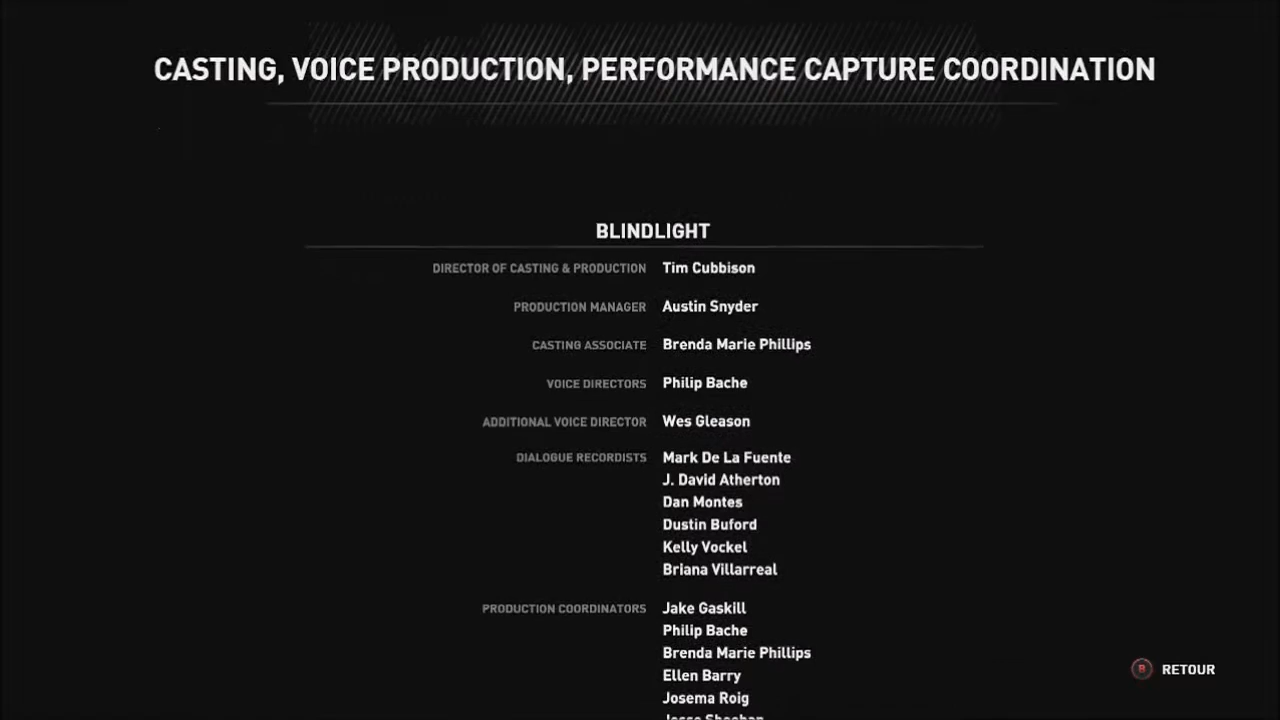 CASTING, VOICE PRODUCTION, PERFORMANCE CAPTURE COORDINATION
BLINDLIGHT
DIRECTOR OF CASTING & PRODUCTION Tim Cubbison
PRODUCTION MANAGER Austin Snyder
CASTING ASSOCIATE Brenda Marie Phillips
VOICE DIRECTORS Philip Bache
ADDITIONAL VOICE DIRECTOR Wes Gleason
DIALOGUE RECORDISTS Mark De La Fuente
J. David Atherton
Dan Montes
Dustin Buford
Kelly Vockel
Briana Villarreal
PRODUCTION COORDINATORS Jake Gaskill
Philip Bache
Brenda Marie Phillips
Ellen Barry
Josema Roig
B RETOUR